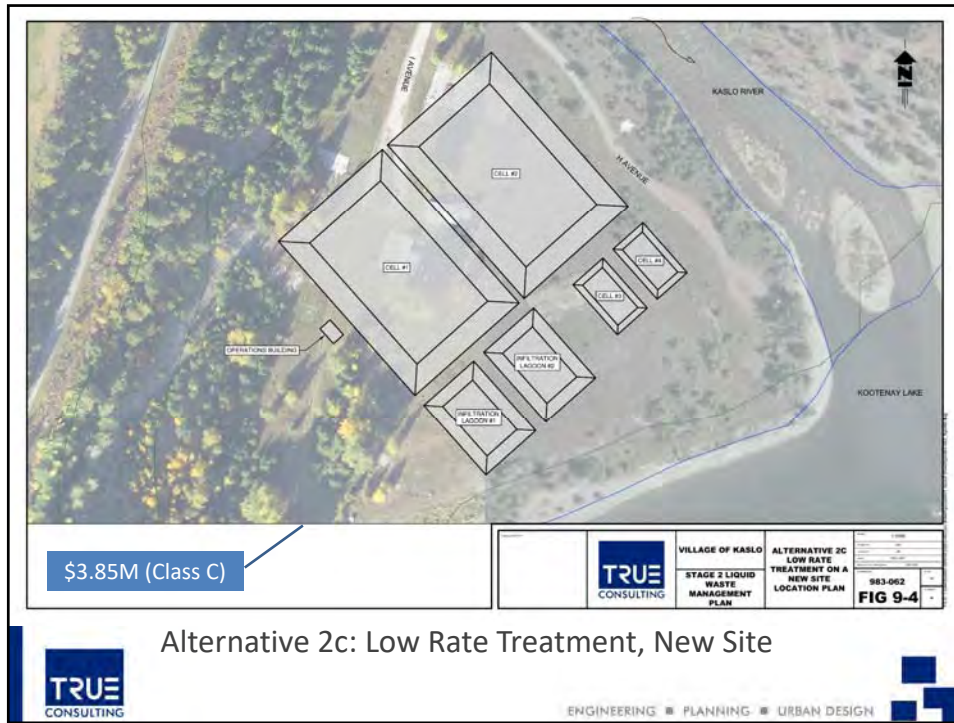 I AVENUE
KASLO RIVER
N
H AVENUE
CELL #2
CELL #1
CELL #4
CELL #3
OPERATIONS BUILDING
INFILTRATION
LAGOON #2
INFILTRATION
LAGOON #1
KOOTENAY LAKE
$3.85M (Class C)
TRUE
CONSULTING
VILLAGE OF KASLO
STAGE 2 LIQUID
WASTE
MANAGEMENT
PLAN
ALTERNATIVE 2C
LOW RATE
TREATMENT ON A
NEW SITE
LOCATION PLAN
983-062
FIG 9-4
Alternative 2c: Low Rate Treatment, New Site
TRUE
CONSULTING
ENGINEERING ■ PLANNING ■ URBAN DESIGN